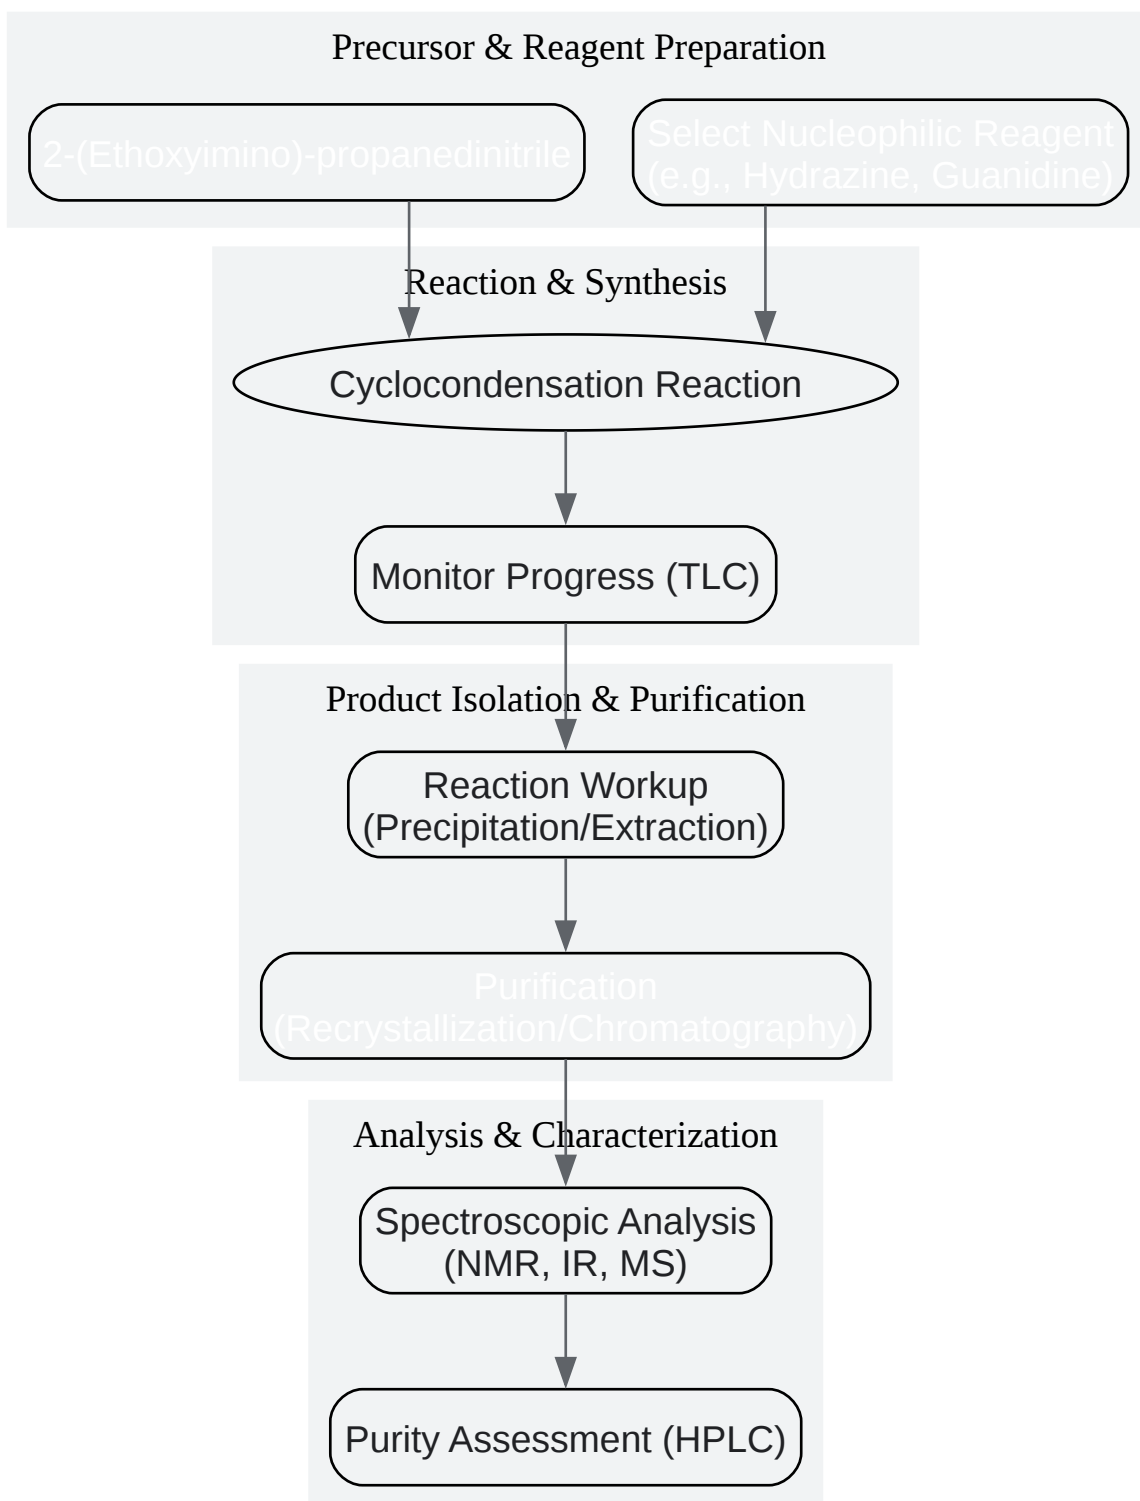 Precursor & Reagent Preparation
2-(Ethoxyimino)-propanedinitrile
Select Nucleophilic Reagent
(e.g., Hydrazine, Guanidine)
Reaction & Synthesis
Cyclocondensation Reaction
Monitor Progress (TLC)
Product Isolation & Purification
Reaction Workup
(Precipitation/Extraction)
Purification
(Recrystallization/Chromatography)
Analysis & Characterization
Spectroscopic Analysis
(NMR, IR, MS)
Purity Assessment (HPLC)